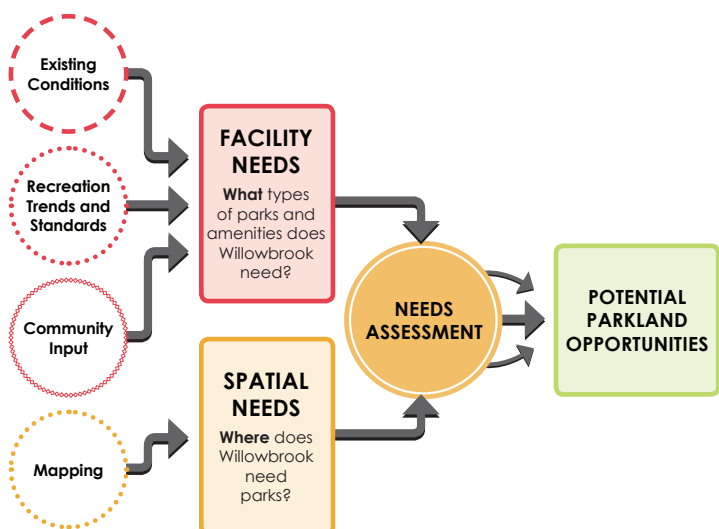 Existing
Conditions
Recreation
Trends and
Standards
Community
Input
Mapping
FACILITY
NEEDS
What types
of parks and
amenities does
Willowbrook
need?
SPATIAL
NEEDS
Where does
Willowbrook
need
parks?
NEEDS
ASSESSMENT
POTENTIAL
PARKLAND
OPPORTUNITIES